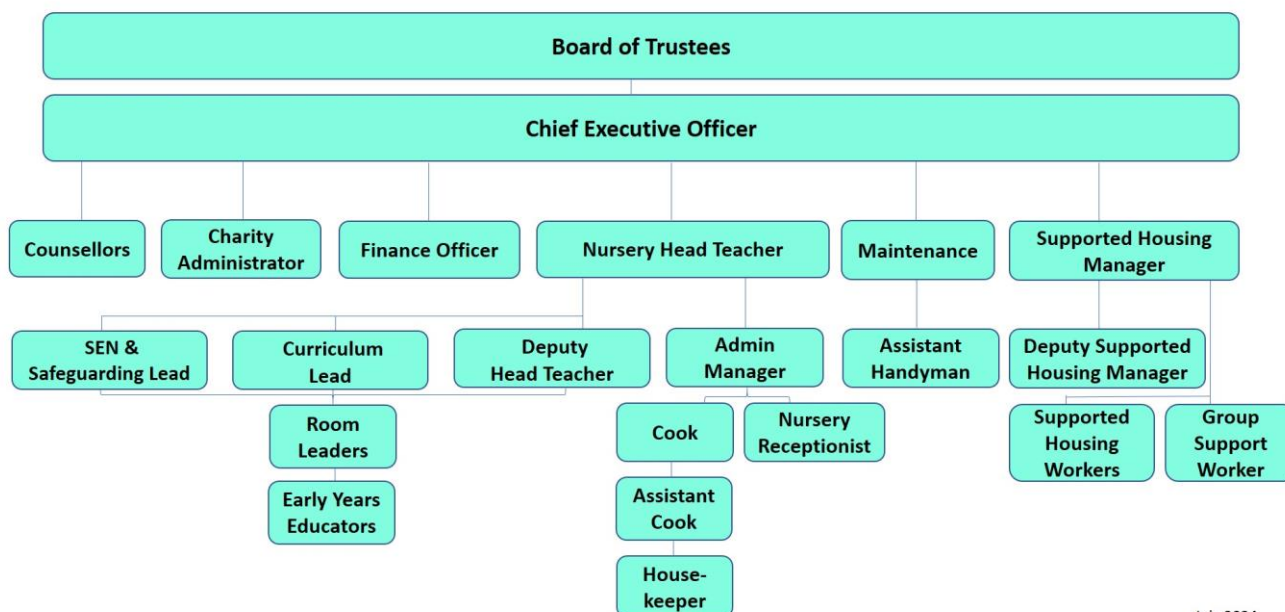 Board of Trustees
Chief Executive Officer
Counsellors
Charity
Administrator
Finance Officer
Nursery Head Teacher
Maintenance
Supported Housing
Manager
SEN &
Safeguarding Lead
Curriculum
Lead
Deputy
Head Teacher
Admin
Manager
Assistant
Handyman
Deputy Supported
Housing Manager
Room
Leaders
Cook
Nursery
Receptionist
Supported
Housing
Workers
Group
Support
Worker
Early Years
Educators
Assistant
Cook
House-
keeper